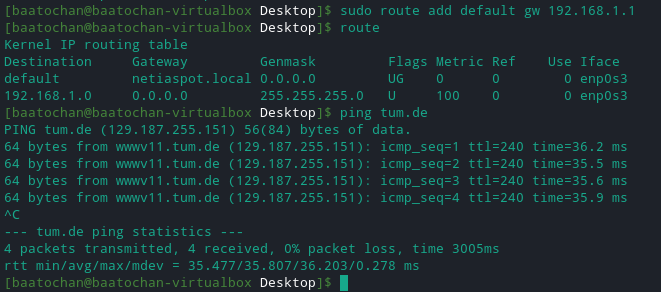 [baatochan@baatochan-virtualbox Desktop]$ sudo route add default gw 192.168.1.1
[baatochan@baatochan-virtualbox Desktop]$ route
Kernel IP routing table
Destination     Gateway         Genmask         Flags Metric Ref    Use Iface
default         netiaspot.local 0.0.0.0         UG    0      0        0 enp0s3
192.168.1.0     0.0.0.0         255.255.255.0   U     100    0        0 enp0s3
[baatochan@baatochan-virtualbox Desktop]$ ping tum.de
PING tum.de (129.187.255.151) 56(84) bytes of data.
64 bytes from wwwv11.tum.de (129.187.255.151): icmp_seq=1 ttl=240 time=36.2 ms
64 bytes from wwwv11.tum.de (129.187.255.151): icmp_seq=2 ttl=240 time=35.5 ms
64 bytes from wwwv11.tum.de (129.187.255.151): icmp_seq=3 ttl=240 time=35.6 ms
64 bytes from wwwv11.tum.de (129.187.255.151): icmp_seq=4 ttl=240 time=35.9 ms
^C
--- tum.de ping statistics ---
4 packets transmitted, 4 received, 0% packet loss, time 3005ms
rtt min/avg/max/mdev = 35.477/35.807/36.203/0.278 ms
[baatochan@baatochan-virtualbox Desktop]$